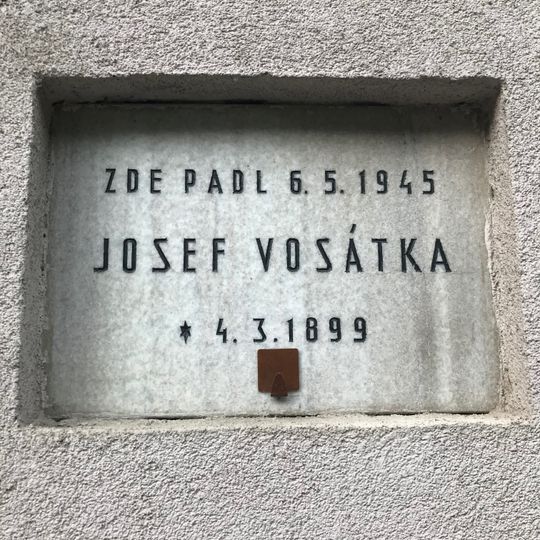 ZDE PADL 6.5.1945
JOSEF VOSÁTKA
* 4.3.1899